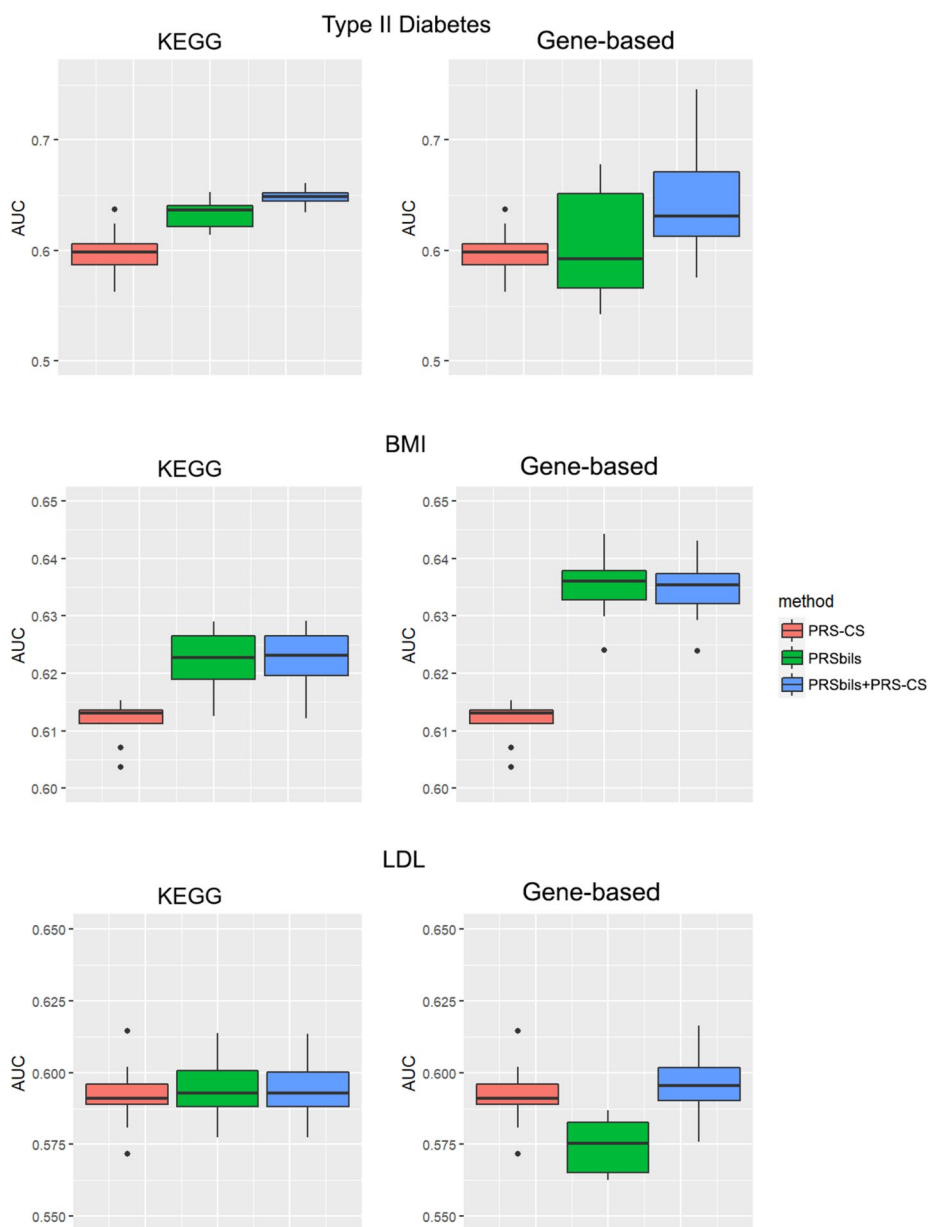 Type II Diabetes
KEGG
Gene-based
AUC
0.7
0.6
0.5
AUC
0.7
0.6
0.5
BMI
KEGG
Gene-based
AUC
0.65
0.64
0.63
0.62
0.61
0.60
AUC
0.65
0.64
0.63
0.62
0.61
0.60
method
PRS-CS
PRSbils
PRSbils+PRS-CS
LDL
KEGG
Gene-based
AUC
0.650
0.625
0.600
0.575
0.550
AUC
0.650
0.625
0.600
0.575
0.550